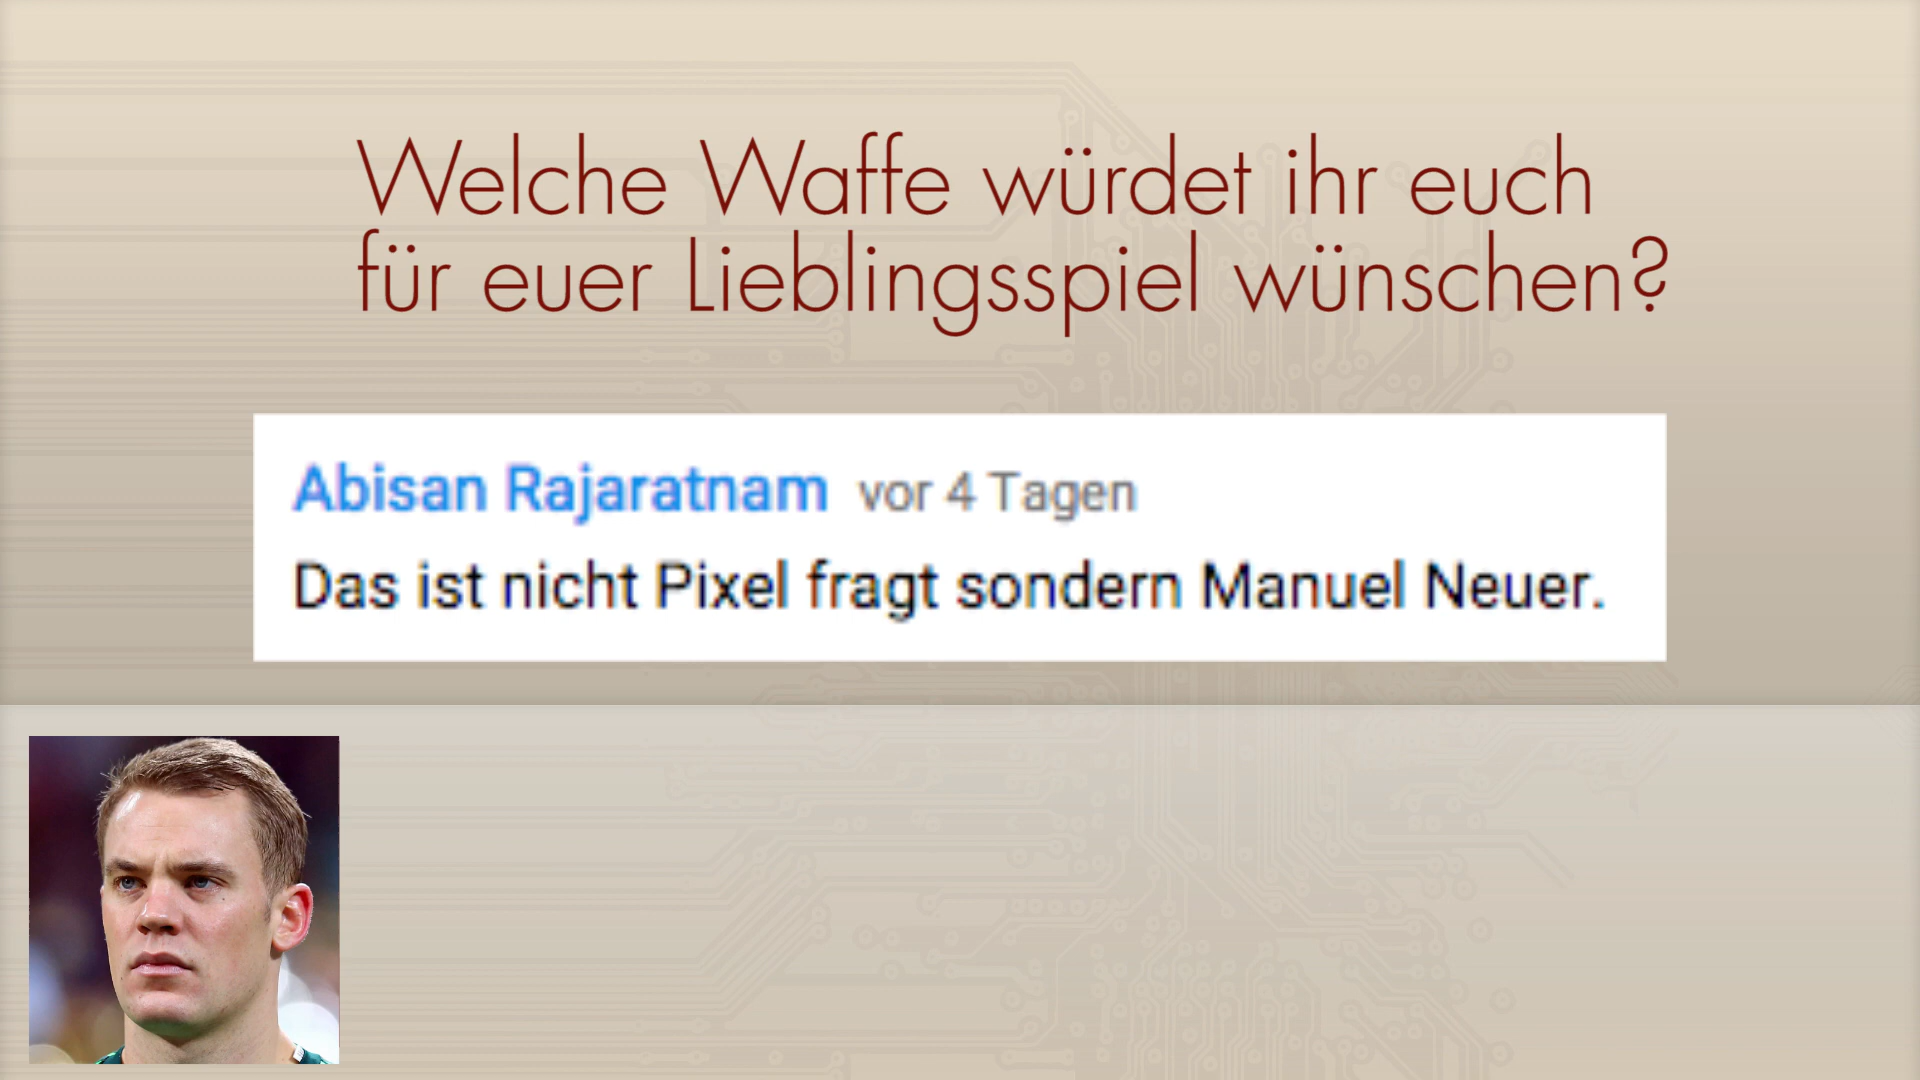 Welche Waffe würdet ihr euch
für euer Lieblingsspiel wünschen?
Abisan Rajaratnam vor 4 Tagen
Das ist nicht Pixel fragt sondern Manuel Neuer.